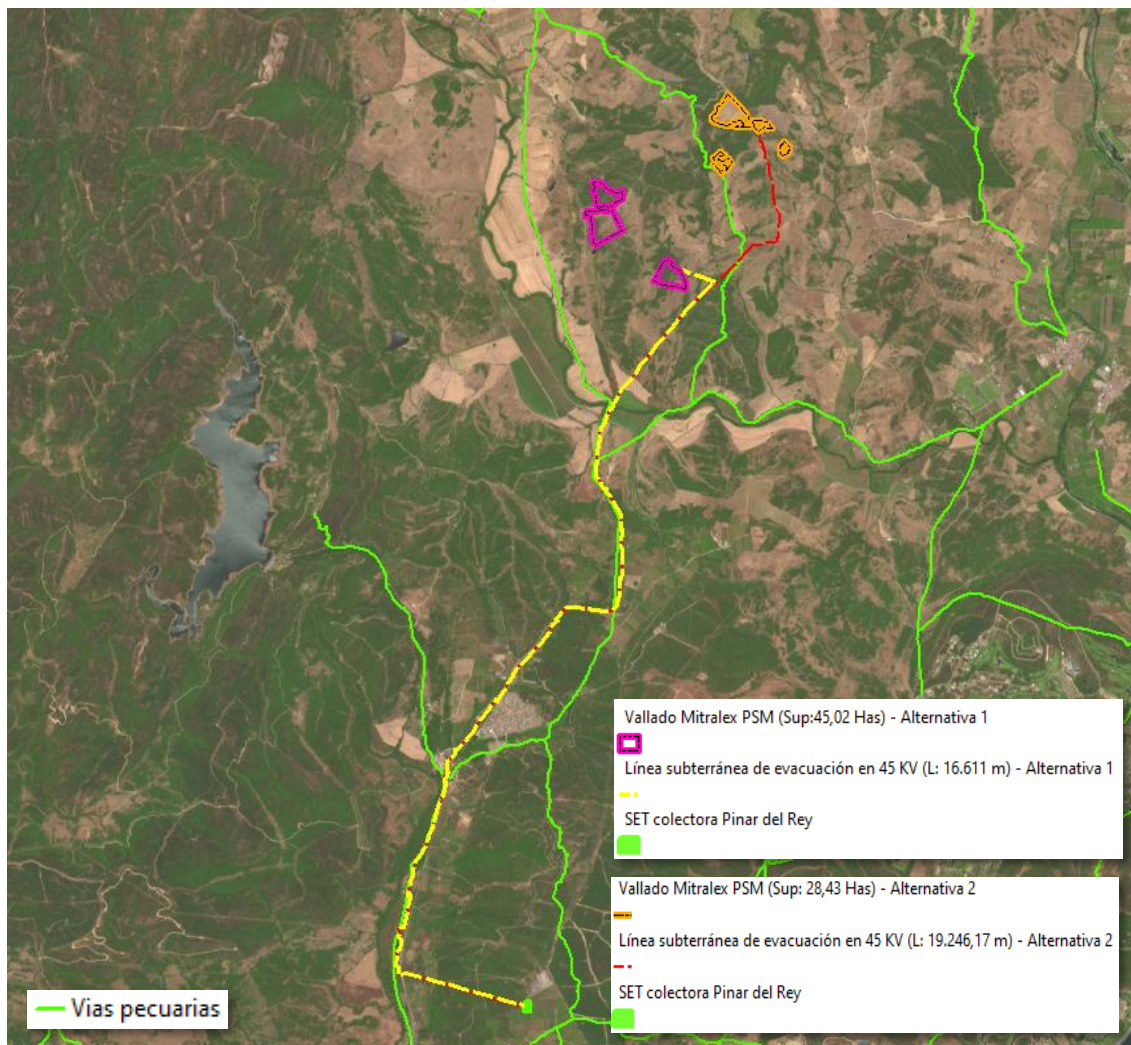 Vallado Mitralex PSM (Sup:45,02 Has) - Alternativa 1
Línea subterránea de evacuación en 45 KV (L: 16.611 m) - Alternativa 1
SET colectora Pinar del Rey
Vallado Mitralex PSM (Sup: 28,43 Has) - Alternativa 2
Línea subterránea de evacuación en 45 KV (L: 19.246,17 m) - Alternativa 2
SET colectora Pinar del Rey
Vias pecuarias